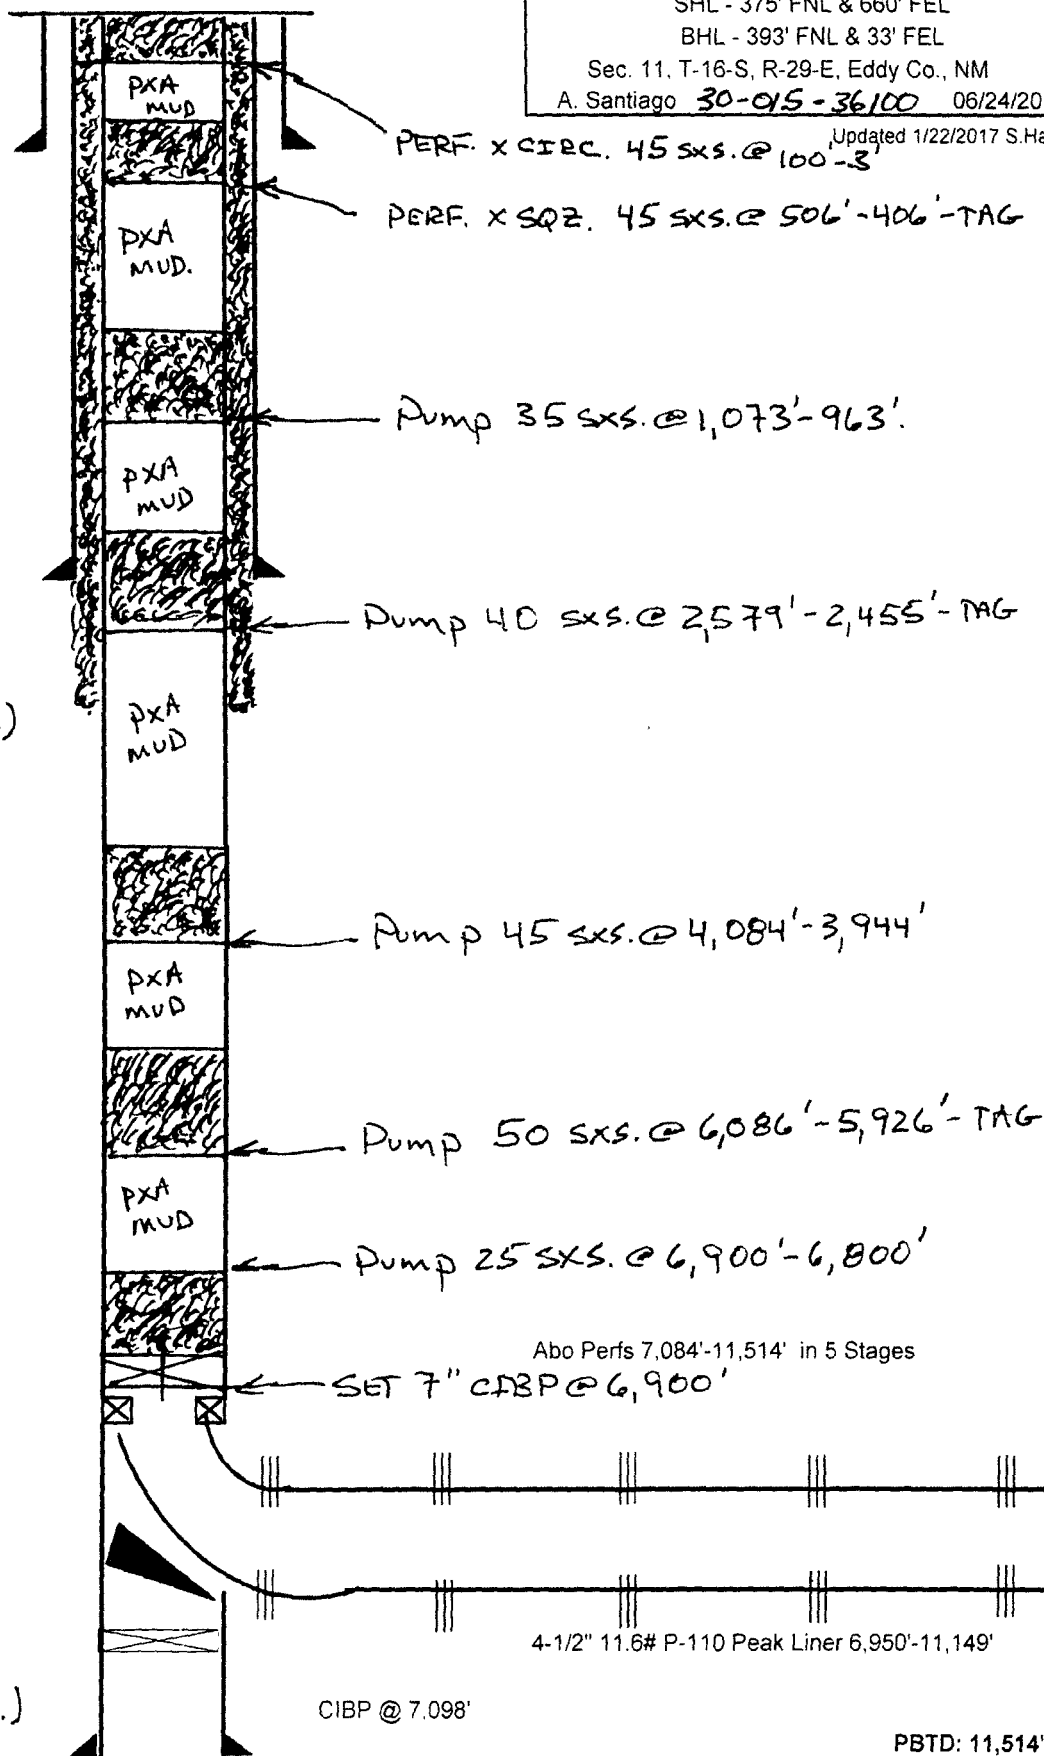 SHL - 375' FNL & 660' FEL
BHL - 393' FNL & 33' FEL
Sec. 11, T-16-S, R-29-E, Eddy Co., NM
A. Santiago 30-015-36100 06/24/20
Updated 1/22/2017 S.Ha
PXA
MUD
PERF. X CIRC. 45 SXS. @ 100'-3'
PERF. X SQZ. 45 SXS. @ 506'-406'-TAG
PXA
MUD.
Pump 35 SXS. @ 1,073'-963'.
PXA
MUD
Pump 40 SXS. @ 2,579'-2,455'-TAG
.)
PXA
MUD
Pump 45 SXS. @ 4,084'-3,944'
PXA
MUD
Pump 50 SXS. @ 6,086'-5,926'-TAG
PXA
MUD
Pump 25 SXS. @ 6,900'-6,800'
Abo Perfs 7,084'-11,514' in 5 Stages
SET 7" CIBP @ 6,900'
4-1/2" 11.6# P-110 Peak Liner 6,950'-11,149'
.)
CIBP @ 7,098'
PBTD: 11,514'